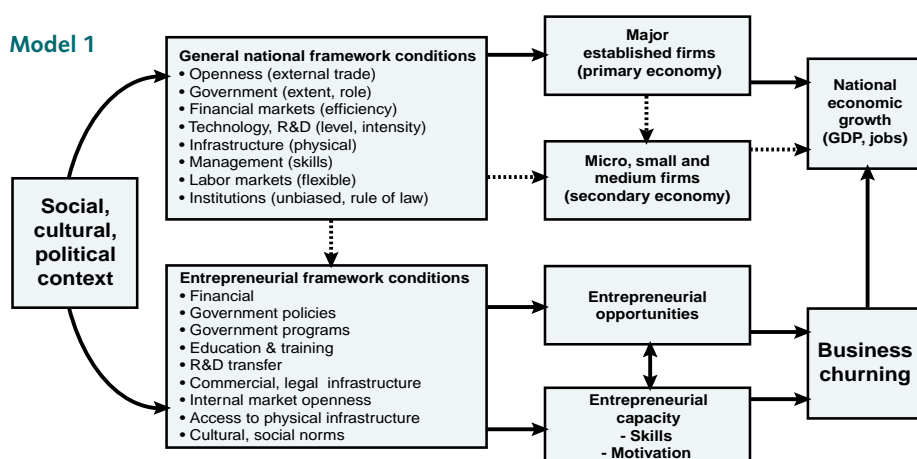 Model 1
General national framework conditions
• Openness (external trade)
• Government (extent, role)
• Financial markets (efficiency)
• Technology, R&D (level, intensity)
• Infrastructure (physical)
• Management (skills)
• Labor markets (flexible)
• Institutions (unbiased, rule of law)
Major
established firms
(primary economy)
National
economic
growth
(GDP, jobs)
Micro, small and
medium firms
(secondary economy)
Social,
cultural,
political
context
Entrepreneurial framework conditions
• Financial
• Government policies
• Government programs
• Education & training
• R&D transfer
• Commercial, legal infrastructure
• Internal market openness
• Access to physical infrastructure
• Cultural, social norms
Entrepreneurial
opportunities
Business
churning
Entrepreneurial
capacity
- Skills
- Motivation